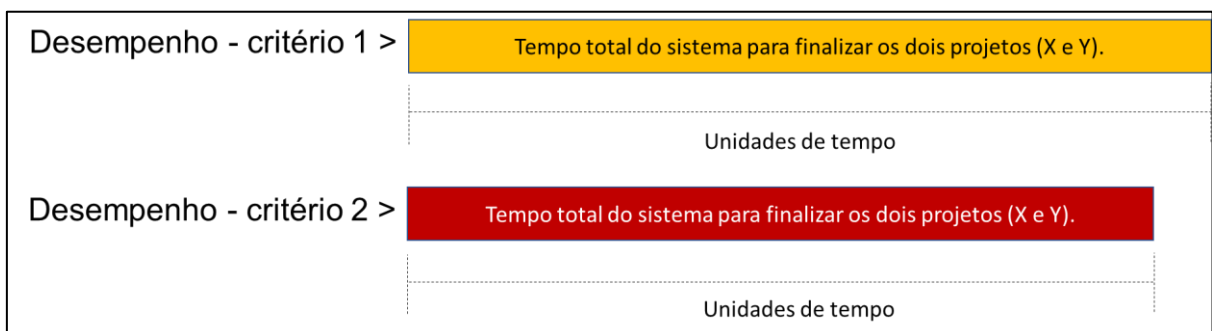 Desempenho - critério 1 >
Tempo total do sistema para finalizar os dois projetos (X e Y).
Unidades de tempo
Desempenho - critério 2 >
Tempo total do sistema para finalizar os dois projetos (X e Y).
Unidades de tempo